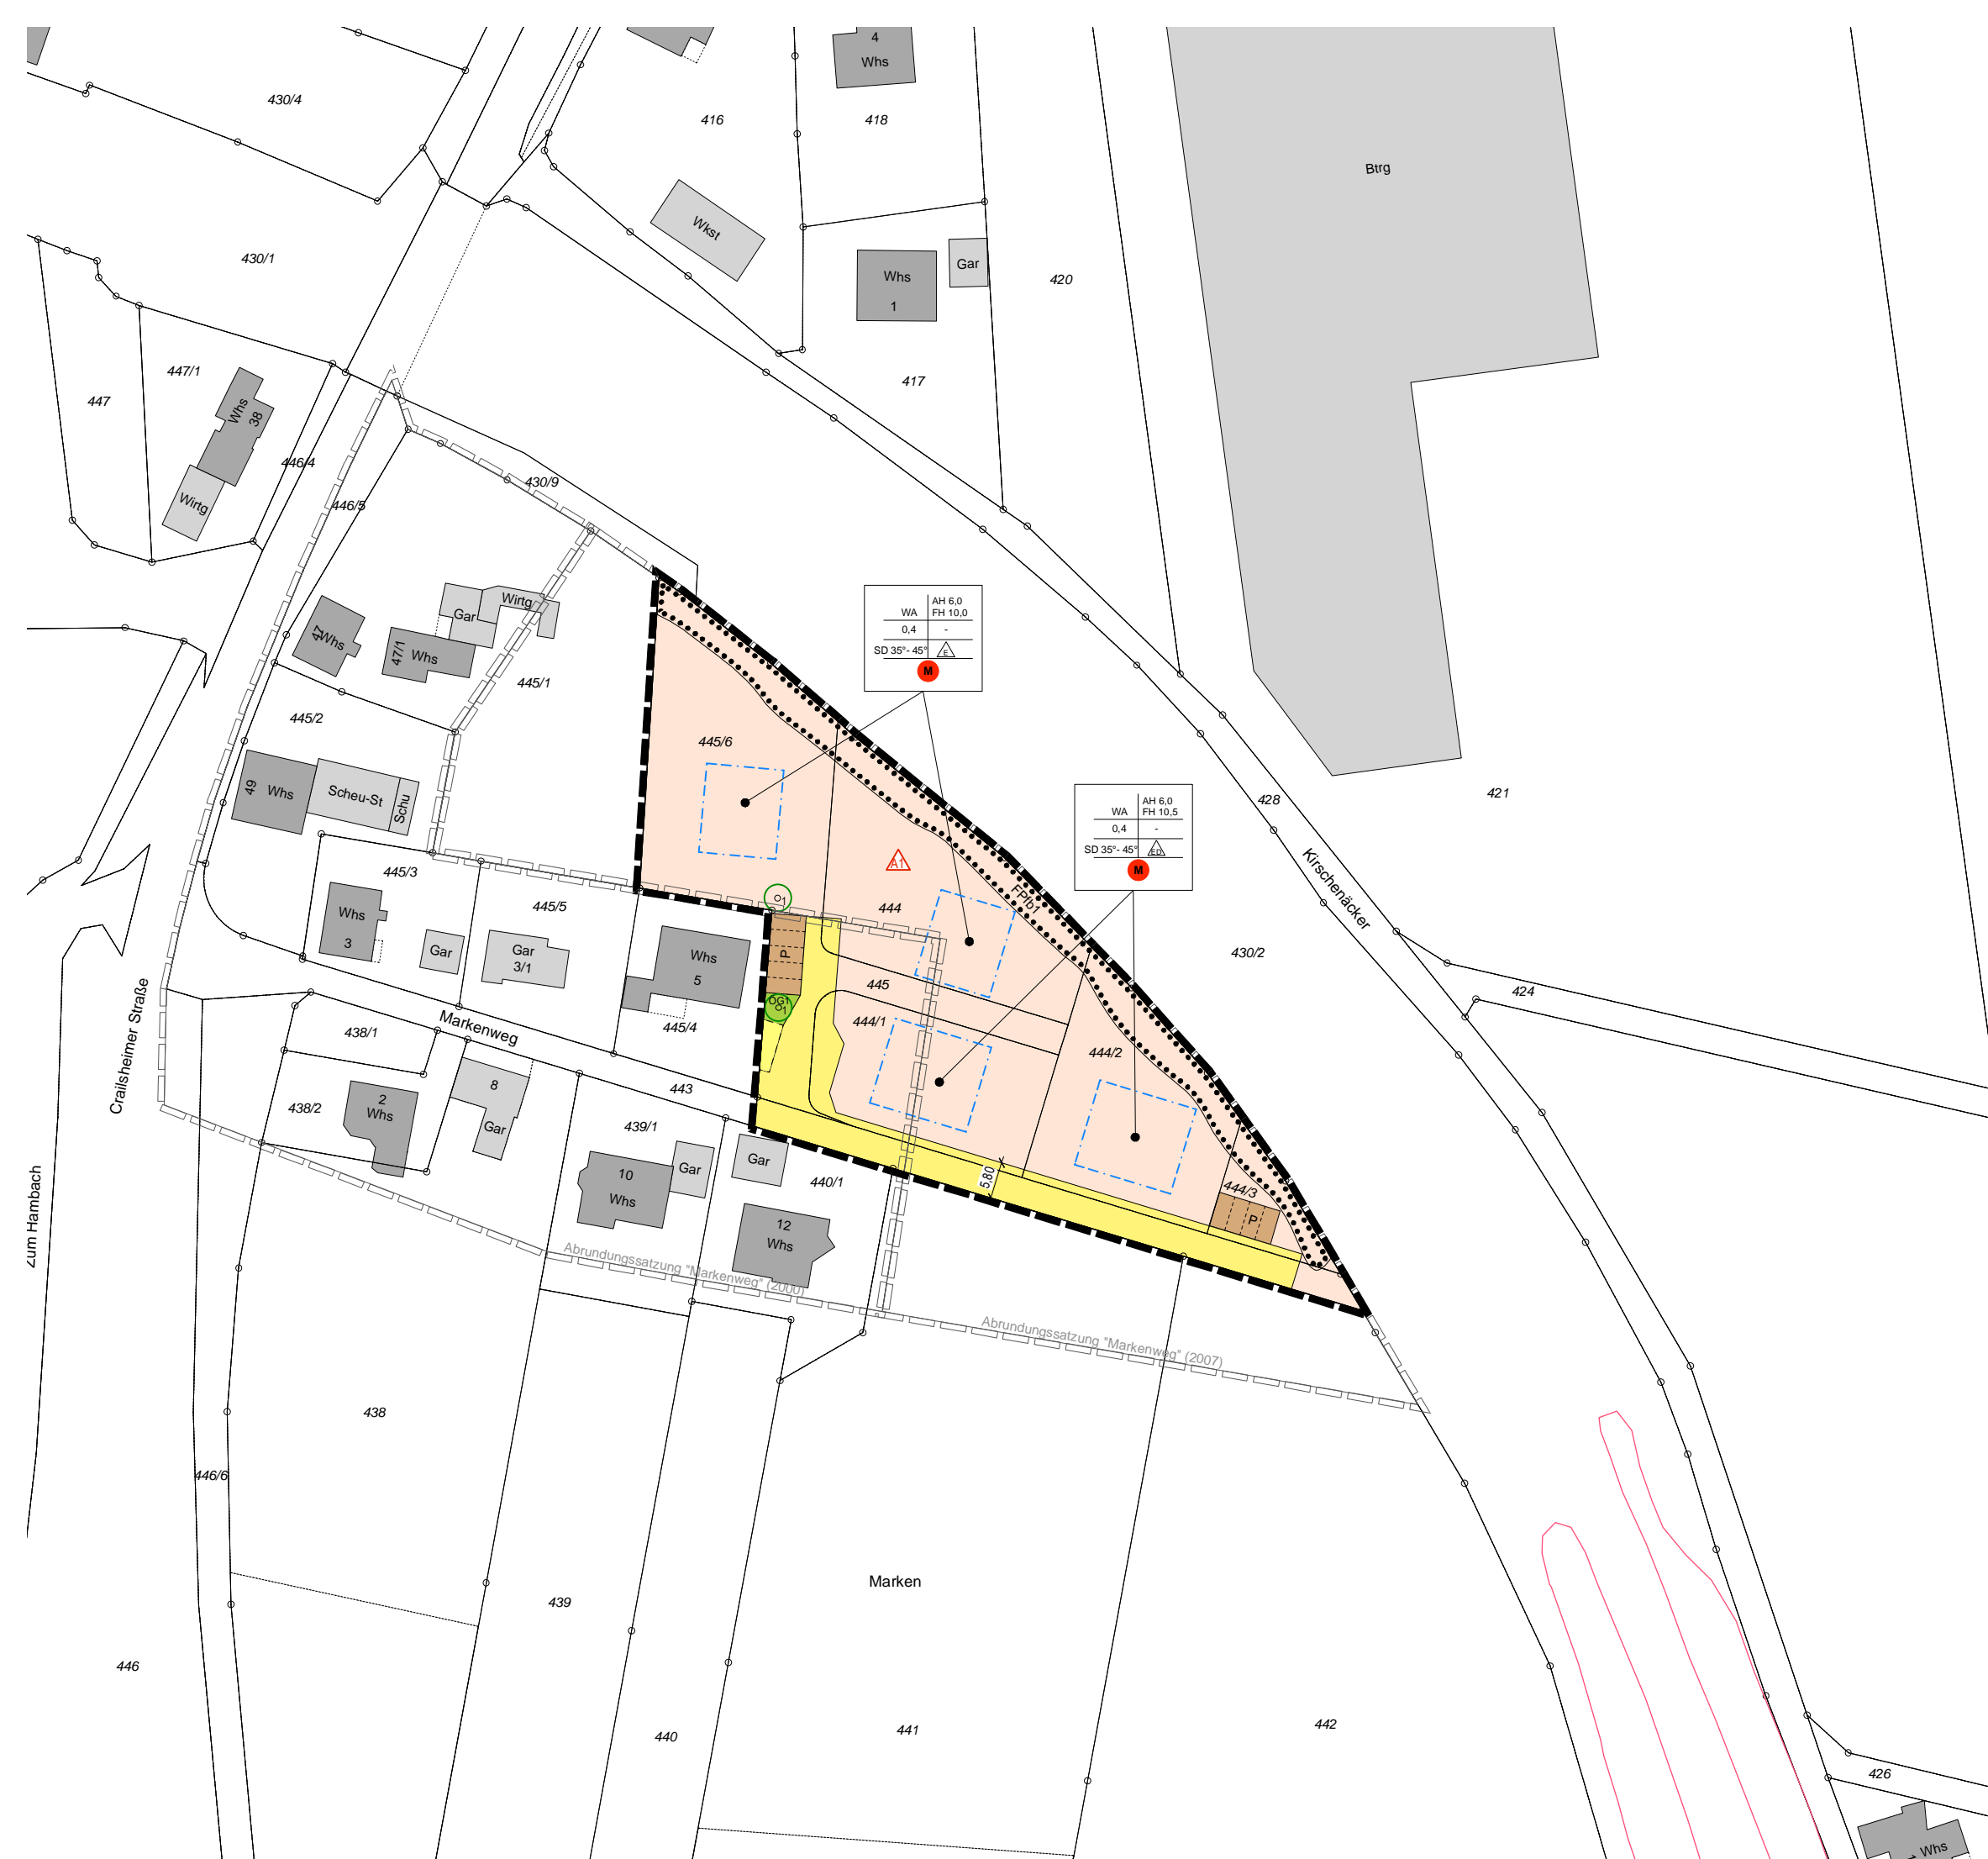 4
Whs
430/4
416
418
Btrg
Wkst
430/1
Gar
Whs
1
420
447/1
417
447
Whs
38
446/4
Wirtg
430/9
446/5
Wirtg
Gar
47
Whs
47/1
Whs
AH 6,0
WA
FH 10,0
0,4
-
SD 35°- 45°
E
M
445/1
445/2
445/6
49
Whs
Scheu-St
Schu
428
421
AH 6,0
WA
FH 10,5
0,4
-
SD 35°- 45°
ED
M
A1
445/3
Kirschenäcker
FPfb1
445/5
444
1
Whs
3
Gar
Gar
3/1
Whs
5
P
430/2
445
424
OG1
1
444/1
445/4
Markenweg
438/1
444/2
Crailsheimer Straße
8
443
2
Whs
438/2
Gar
439/1
Gar
Gar
10
Whs
440/1
5,80
444/3
P
Zum Hambach
12
Whs
Abrundungssatzung "Markenweg" (2000)
Abrundungssatzung "Markenweg" (2007)
438
446/6
Marken
439
446
440
441
442
426
Whs